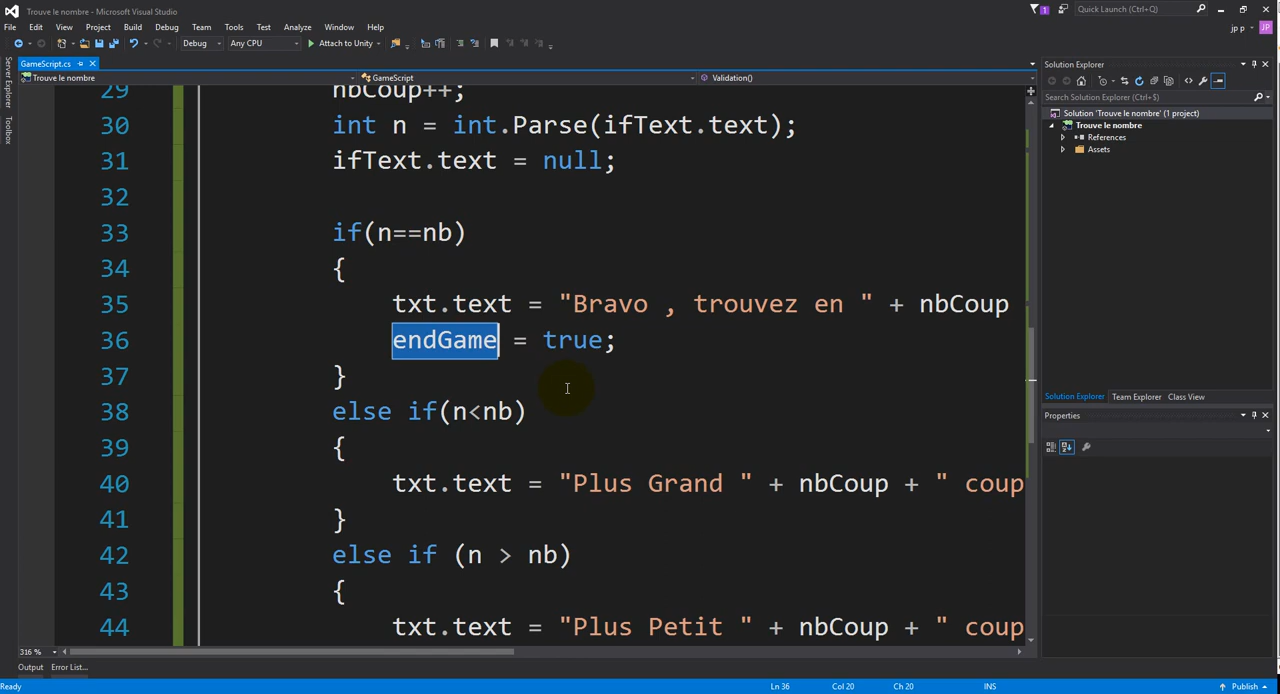 Trouve le nombre - Microsoft Visual Studio
1
Quick Launch (Ctrl+Q)
File Edit View Project Build Debug Team Tools Test Analyze Window Help
jp p
JP
Debug Any CPU Attach to Unity
Server Explorer
Toolbox
GameScript.cs
Trouve le nombre GameScript Validation()
29 nbCoup++;
30 int n = int.Parse(ifText.text);
31 ifText.text = null;
32
33 if(n==nb)
34 {
35 txt.text = "Bravo , trouvez en " + nbCoup
36 endGame = true;
37 }
38 else if(n<nb)
39 {
40 txt.text = "Plus Grand " + nbCoup + " coup
41 }
42 else if (n > nb)
43 {
44 txt.text = "Plus Petit " + nbCoup + " coup
316 %
Output Error List...
Solution Explorer
Search Solution Explorer (Ctrl+$)
Solution 'Trouve le nombre' (1 project)
Trouve le nombre
References
Assets
Solution Explorer Team Explorer Class View
Properties
Ready Ln 36 Col 20 Ch 20 INS Publish